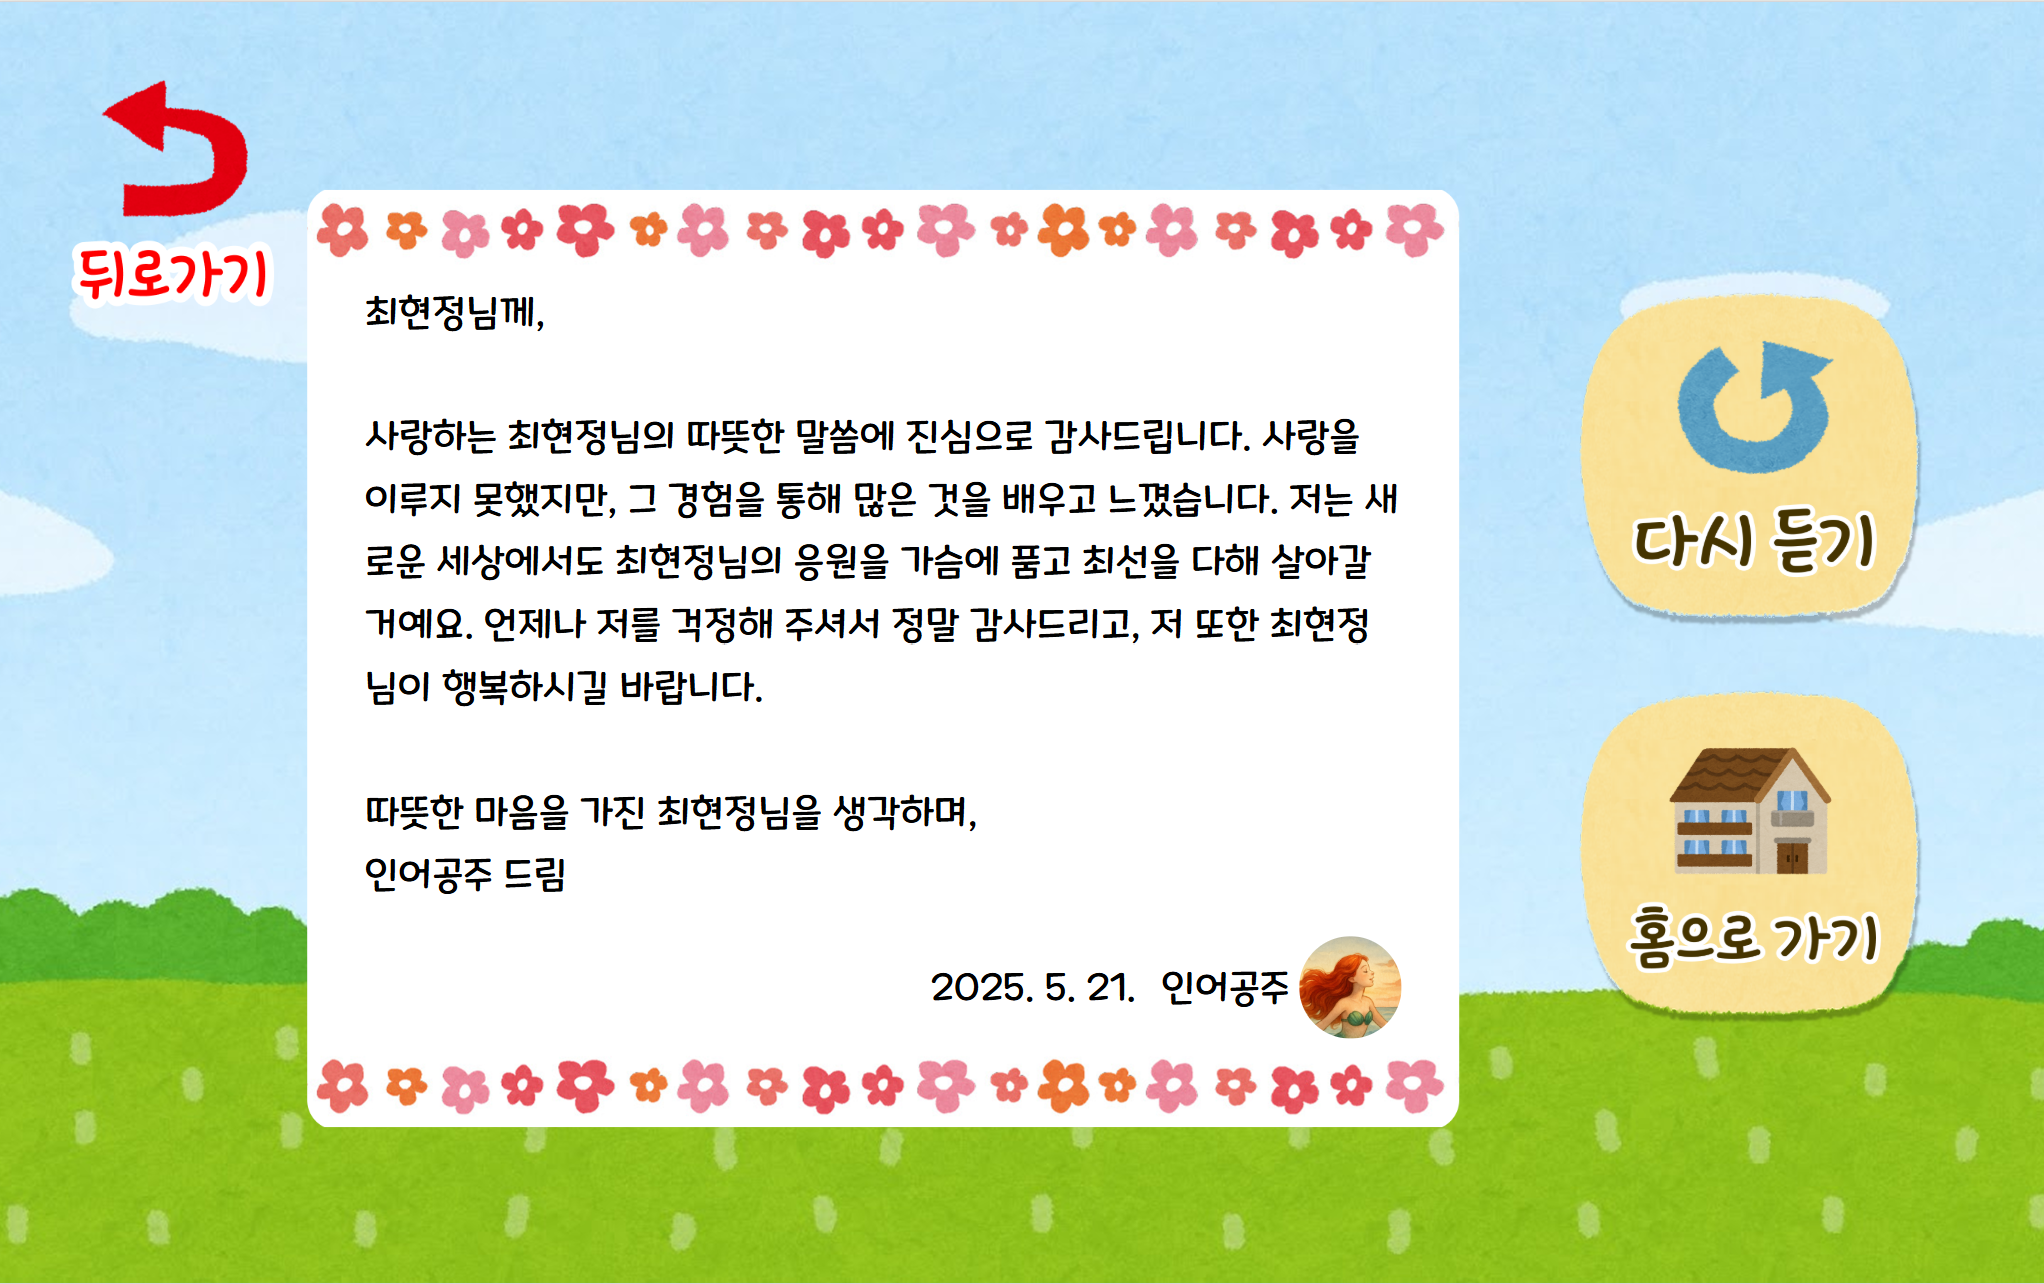 뒤로가기
최현정님께,
사랑하는 최현정님의 따뜻한 말씀에 진심으로 감사드립니다. 사랑을
이루지 못했지만, 그 경험을 통해 많은 것을 배우고 느꼈습니다. 저는 새
로운 세상에서도 최현정님의 응원을 가슴에 품고 최선을 다해 살아갈
거예요. 언제나 저를 걱정해 주셔서 정말 감사드리고, 저 또한 최현정
님이 행복하시길 바랍니다.
따뜻한 마음을 가진 최현정님을 생각하며,
인어공주 드림
2025. 5. 21. 인어공주
다시 듣기
홈으로 가기